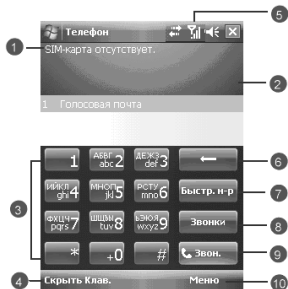 5
Телефон
1
SIM-карта отсутствует.
2
1 Голосовая почта
1 АБВГ abc 2 ДЕЖЗ def 3
6
ИЙКЛ ghi 4 МНОП jkl 5 РСТУ mno 6 Быстр. н-р
7
3
ФХЦЧ pqrs 7 ШЩЪЫ tuv 8 ЬЭЮЯ wxyz 9 Звонки
8
* +0 # Звон.
9
4
Скрыть Клав. Меню
10